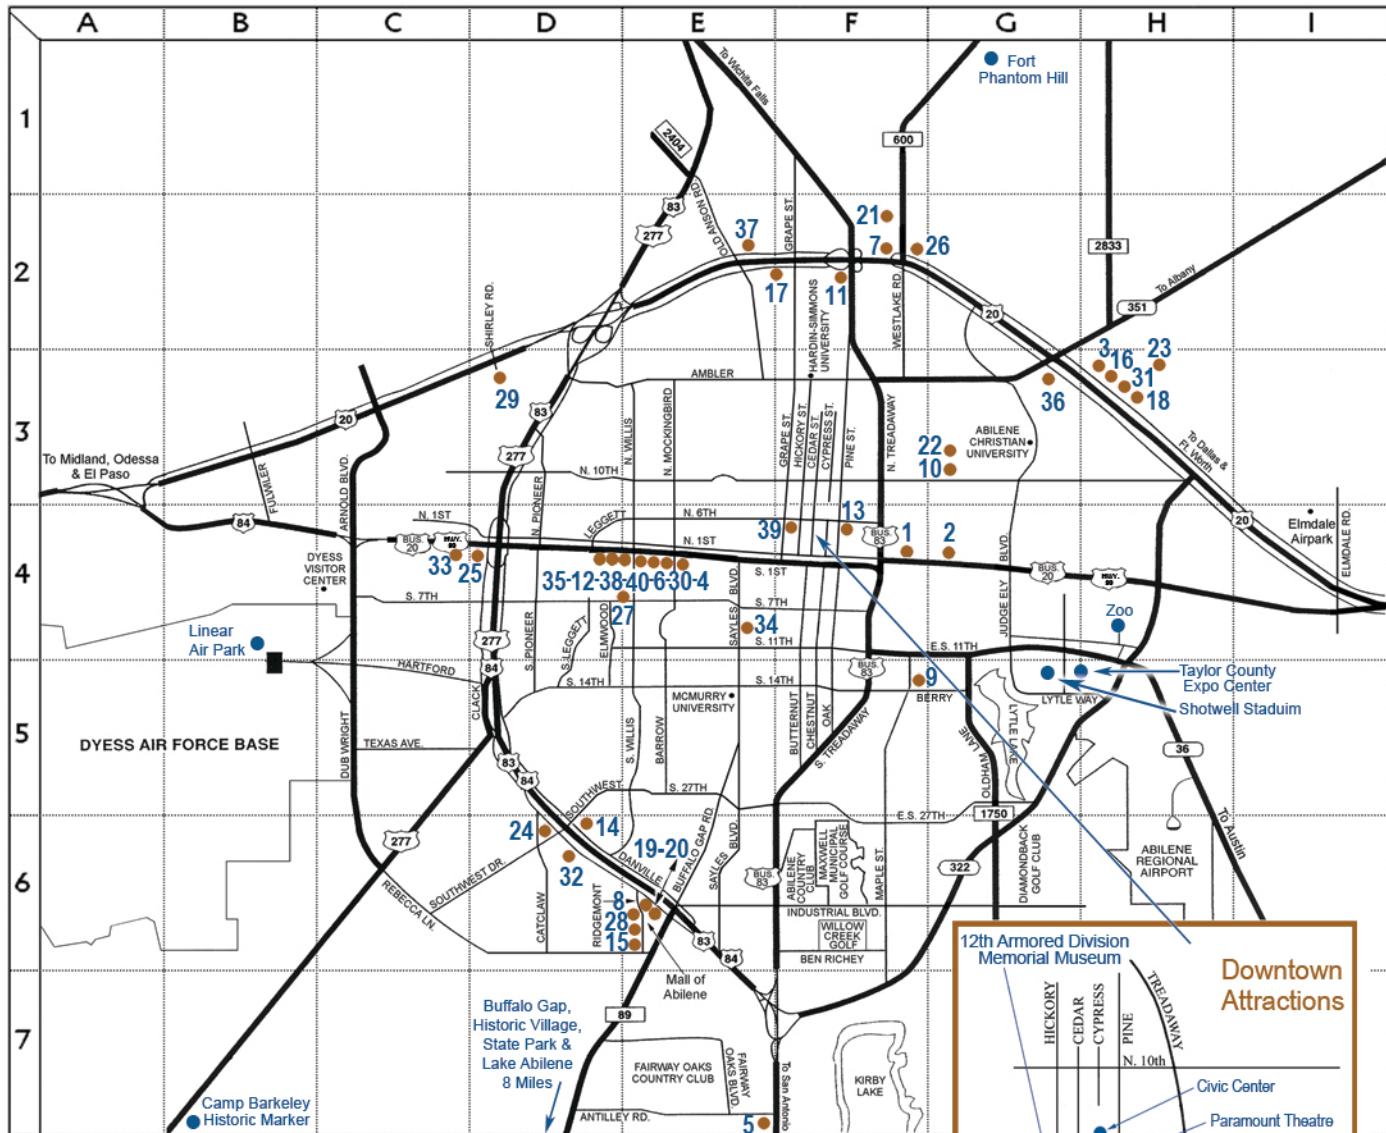 A B C D E F G H I
1
2
3
4
5
6
7
To Wichita Falls
Fort
Phantom Hill
600
2404
83
277
OLD ANSON RD.
GRAPE ST.
37
21
7
26
2833
17
11
To Albany
351
20
SHIRLEY RD.
HARDIN-SIMMONS
UNIVERSITY
WESTLAKE RD.
3
16
23
31
18
36
AMBLER
29
83
20
277
N. WILLIS
N. MOCKINGBIRD
GRAPE ST.
HICKORY ST.
CEDAR ST.
CYPRESS ST.
PINE ST.
N. TREADAWAY
22
10
ABILENE
CHRISTIAN
UNIVERSITY
To Dallas &
Ft. Worth
To Midland, Odessa
& El Paso
FULWILER
ARNOLD BLVD.
N. 10TH
N. PIONEER
84
N. 1ST
LEGGETT
N. 6TH
N. 1ST
39
13
BUS.
83
1
2
20
Elmdale
Airpark
ELMDALE RD.
BUS.
20
HWY.
80
33
25
DYESS
VISITOR
CENTER
35-12-38-40-6-30-4
27
S. 1ST
BLVD.
BUS.
20
HWY.
80
S. 7TH
S. 7TH
SAYLES
34
JUDGE ELY
BLVD.
Zoo
Linear
Air Park
277
S. PIONEER
S. LEGGETT
ELMWOOD
S. 11TH
E.S. 11TH
HARTFORD
84
S. 14TH
S. 14TH
BUS.
83
9
BERRY
Taylor County
Expo Center
LYTLE WAY
Shotwell Staduim
CLACK
MCMURRY
UNIVERSITY
BUTTERNUT
CHESTNUT
OAK
S. TREADAWAY
LYTLE LAKE
OLDHAM LANE
DYESS AIR FORCE BASE
DUB WRIGHT
TEXAS AVE.
S. WILLIS
BARROW
36
83
84
SOUTHWEST
S. 27TH
E.S. 27TH
1750
To Austin
277
24
14
19-20
DANVILLE
BUFFALO GAP RD.
SAYLES
BLVD.
32
BUS.
83
ABILENE
COUNTRY
CLUB
MAXWELL
MUNICIPAL
GOLF COURSE
MAPLE ST.
322
DIAMONDBACK
GOLF CLUB
ABILENE
REGIONAL
AIRPORT
REBECCA LN.
SOUTHWEST DR.
CATCLAW
RIDGEMONT
8
28
15
INDUSTRIAL BLVD.
WILLOW
CREEK
GOLF
BEN RICHEY
83
84
Mall of
Abilene
12th Armored Division
Memorial Museum
Downtown
Attractions
HICKORY
CEDAR
CYPRESS
PINE
TREADAWAY
N. 10th
Civic Center
Paramount Theatre
Buffalo Gap,
Historic Village,
State Park &
Lake Abilene
8 Miles
89
FAIRWAY OAKS
COUNTRY CLUB
FAIRWAY
OAKS BLVD.
To San Antonio
KIRBY
LAKE
Camp Barkeley
Historic Marker
ANTILLEY RD.
5